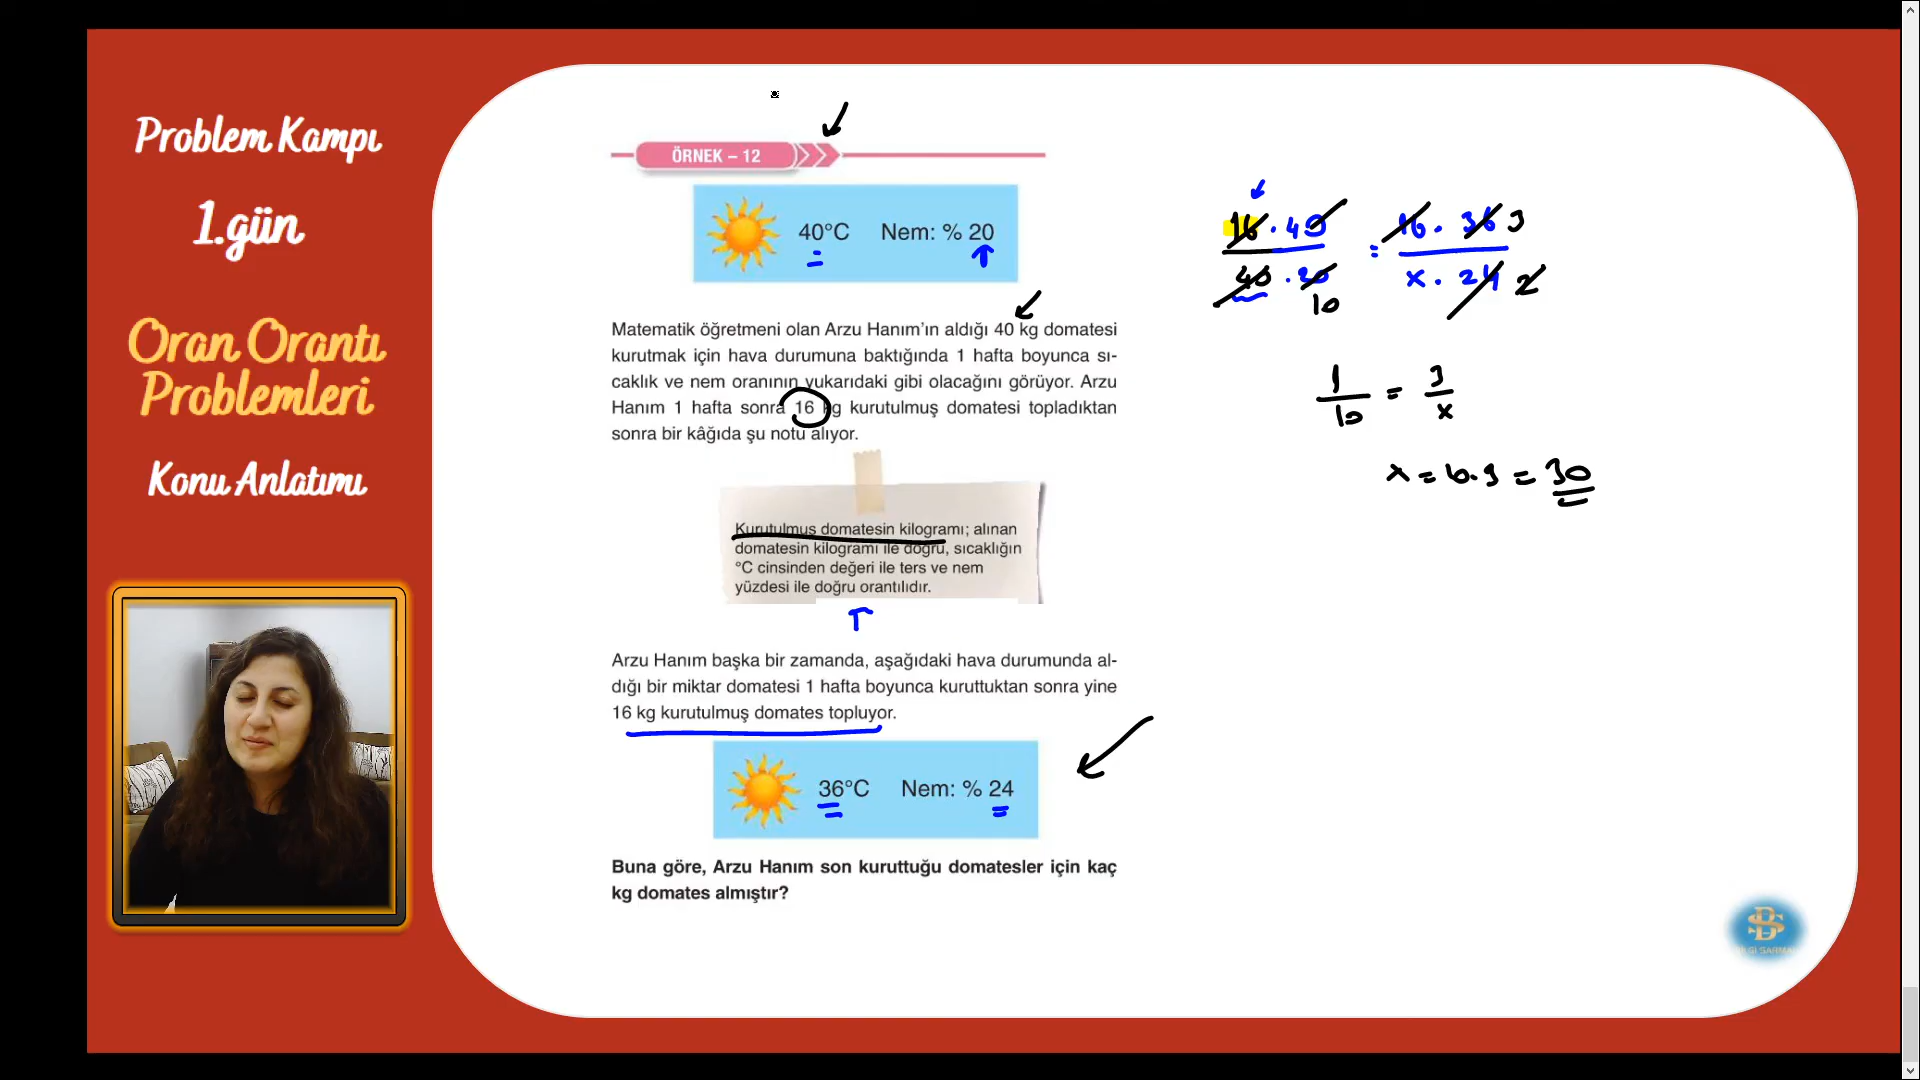 Problem Kampı
1.gün
Oran Orantı
Problemleri
Konu Anlatımı
ÖRNEK – 12
40°C Nem: % 20
Matematik öğretmeni olan Arzu Hanım’ın aldığı 40 kg domatesi
kurutmak için hava durumuna baktığında 1 hafta boyunca sı-
caklık ve nem oranının yukarıdaki gibi olacağını görüyor. Arzu
Hanım 1 hafta sonra 16 kg kurutulmuş domatesi topladıktan
sonra bir kâğıda şu notu alıyor.
Kurutulmuş domatesin kilogramı; alınan
domatesin kilogramı ile doğru, sıcaklığın
°C cinsinden değeri ile ters ve nem
yüzdesi ile doğru orantılıdır.
Arzu Hanım başka bir zamanda, aşağıdaki hava durumunda al-
dığı bir miktar domatesi 1 hafta boyunca kuruttuktan sonra yine
16 kg kurutulmuş domates topluyor.
36°C Nem: % 24
Buna göre, Arzu Hanım son kuruttuğu domatesler için kaç
kg domates almıştır?
16 . 40 = 16 . 36 3
40 . 20 x . 24 2
10
1 = 3
10 x
x = 10.3 = 30